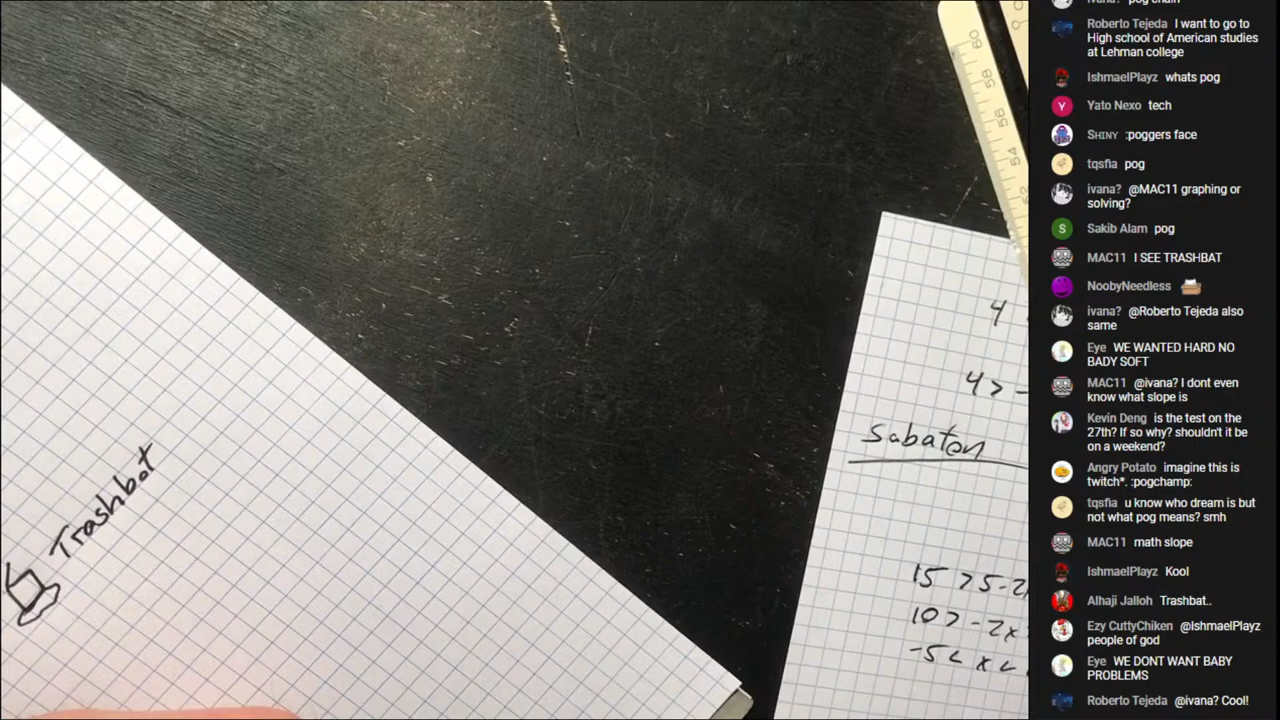 Trashbot
60
58
56
54
52
4
4> -
Sabaton
15 > 5-2
10 > -2x
-5 < x <
ivana? pog chain
Roberto Tejeda I want to go to
High school of American studies
at Lehman college
IshmaelPlayz whats pog
Y Yato Nexo tech
SHINY :poggers face
tqsfia pog
ivana? @MAC11 graphing or
solving?
S Sakib Alam pog
MAC11 I SEE TRASHBAT
NoobyNeedless
ivana? @Roberto Tejeda also
same
Eye WE WANTED HARD NO
BADY SOFT
MAC11 @ivana? I dont even
know what slope is
Kevin Deng is the test on the
27th? If so why? shouldn't it be
on a weekend?
Angry Potato imagine this is
twitch*. :pogchamp:
tqsfia u know who dream is but
not what pog means? smh
MAC11 math slope
IshmaelPlayz Kool
Alhaji Jalloh Trashbat..
Ezy CuttyChiken @IshmaelPlayz
people of god
Eye WE DONT WANT BABY
PROBLEMS
Roberto Tejeda @ivana? Cool!